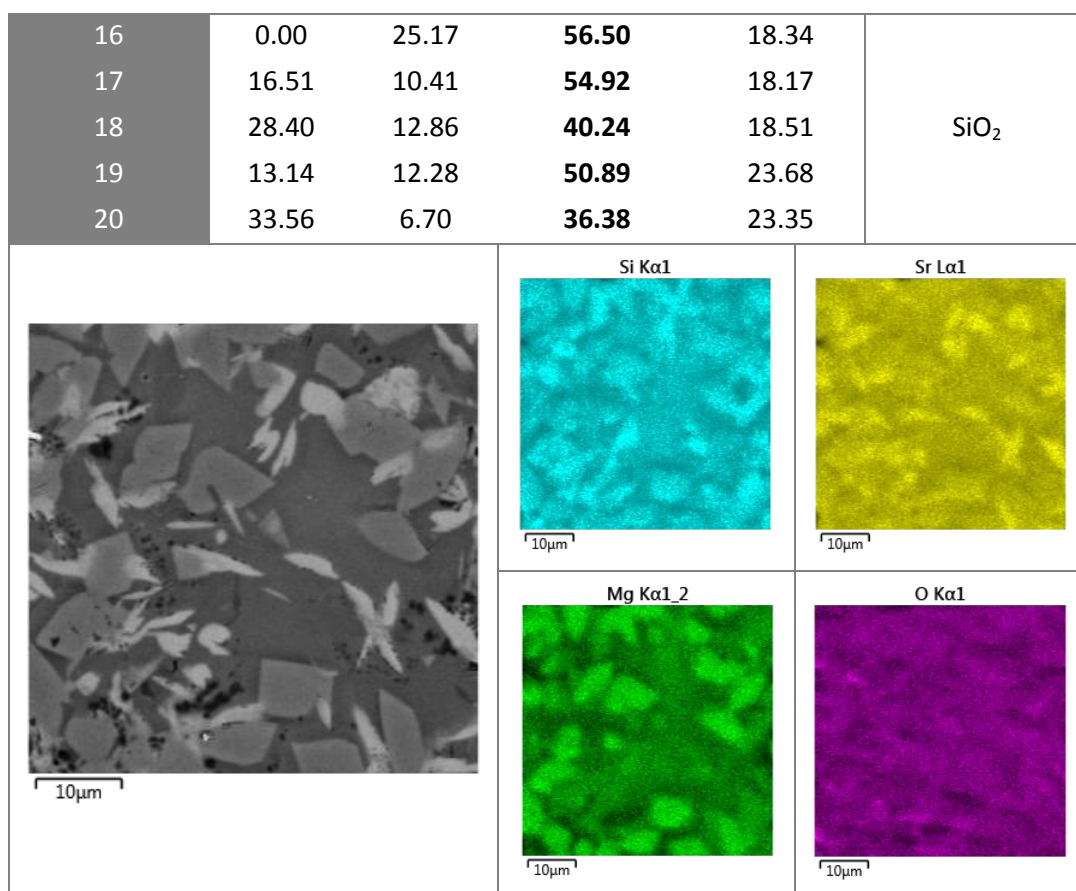 16 0.00 25.17 56.50 18.34
17 16.51 10.41 54.92 18.17
18 28.40 12.86 40.24 18.51 SiO₂
19 13.14 12.28 50.89 23.68
20 33.56 6.70 36.38 23.35
Si Kα1 Sr Lα1
10µm 10µm
Mg Kα1_2 O Kα1
10µm
10µm 10µm